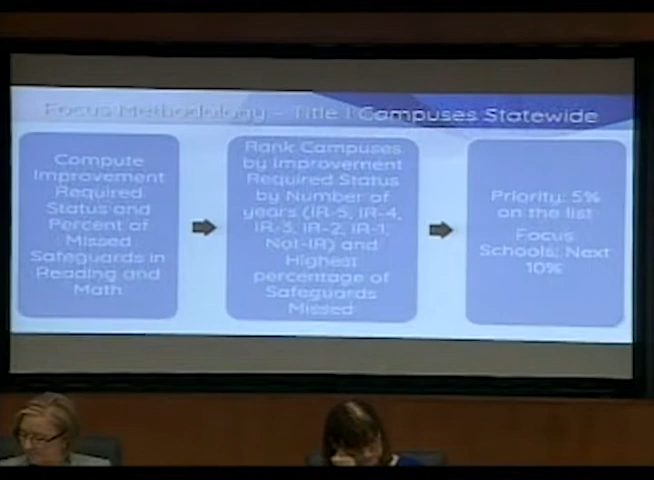 Focus Methodology – Title I Campuses Statewide
Compute
Improvement
Required
Status and
Percent of
Missed
Safeguards in
Reading and
Math
Rank Campuses
by Improvement
Required Status
by Number of
years (IR-5, IR-4,
IR-3, IR-2, IR-1,
Not-IR) and
Highest
percentage of
Safeguards
Missed
Priority: 5%
on the list
Focus
Schools: Next
10%